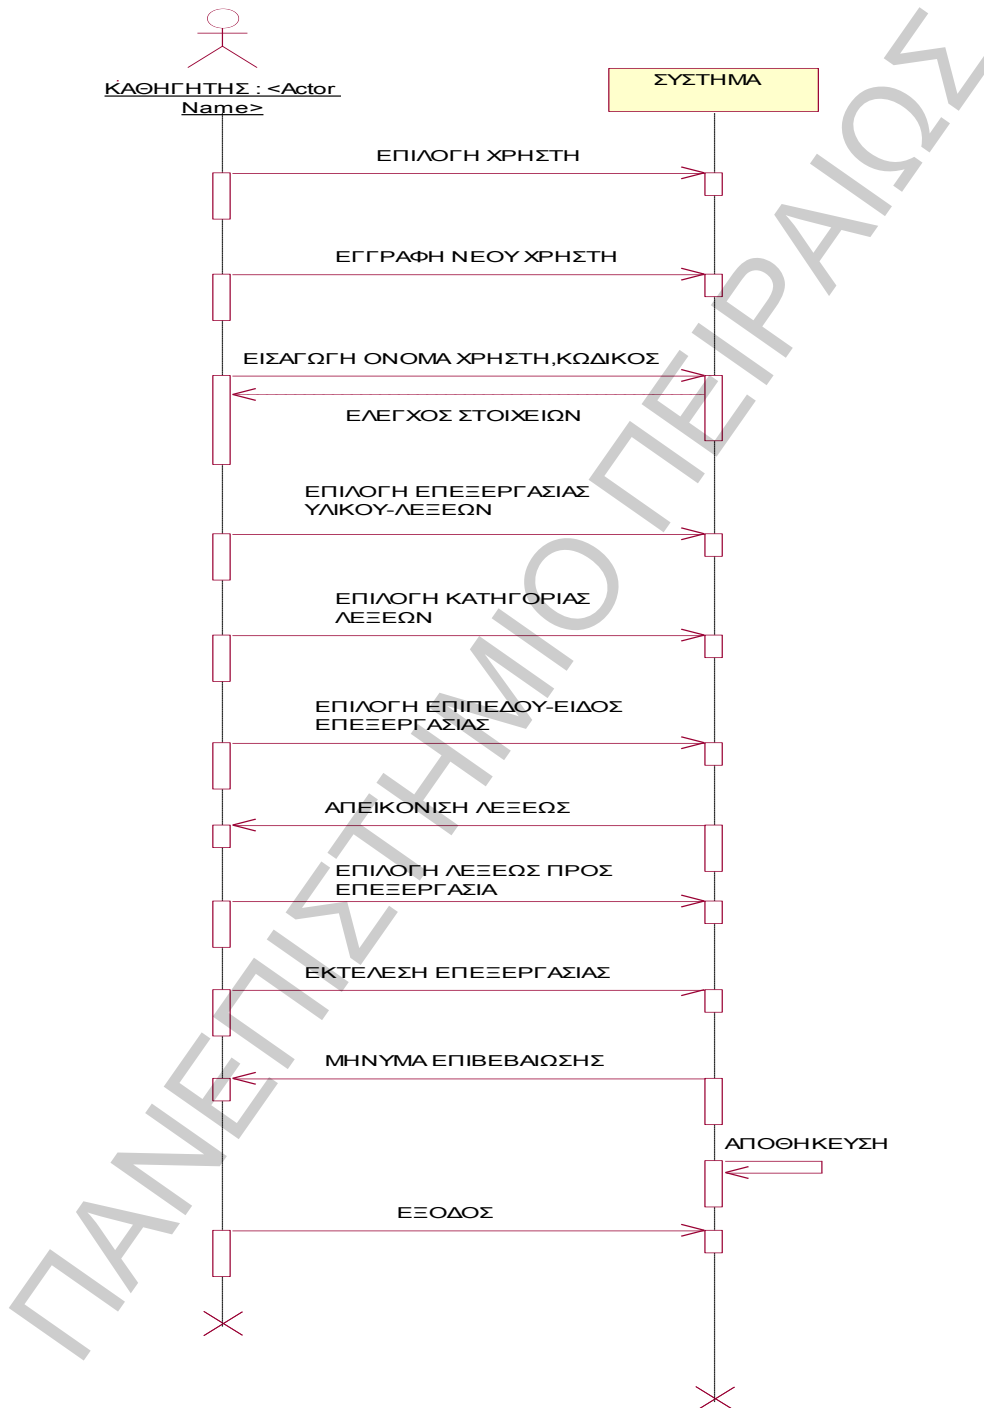 ΚΑΘΗΓΗΤΗΣ : <Actor
Name>
ΣΥΣΤΗΜΑ
ΕΠΙΛΟΓΗ ΧΡΗΣΤΗ
ΕΓΓΡΑΦΗ ΝΕΟΥ ΧΡΗΣΤΗ
ΕΙΣΑΓΩΓΗ ΟΝΟΜΑ ΧΡΗΣΤΗ,ΚΩΔΙΚΟΣ
ΕΛΕΓΧΟΣ ΣΤΟΙΧΕΙΩΝ
ΕΠΙΛΟΓΗ ΕΠΕΞΕΡΓΑΣΙΑΣ
ΥΛΙΚΟΥ-ΛΕΞΕΩΝ
ΕΠΙΛΟΓΗ ΚΑΤΗΓΟΡΙΑΣ
ΛΕΞΕΩΝ
ΕΠΙΛΟΓΗ ΕΠΙΠΕΔΟΥ-ΕΙΔΟΣ
ΕΠΕΞΕΡΓΑΣΙΑΣ
ΑΠΕΙΚΟΝΙΣΗ ΛΕΞΕΩΣ
ΕΠΙΛΟΓΗ ΛΕΞΕΩΣ ΠΡΟΣ
ΕΠΕΞΕΡΓΑΣΙΑ
ΕΚΤΕΛΕΣΗ ΕΠΕΞΕΡΓΑΣΙΑΣ
ΜΗΝΥΜΑ ΕΠΙΒΕΒΑΙΩΣΗΣ
ΑΠΟΘΗΚΕΥΣΗ
ΕΞΟΔΟΣ
ΠΑΝΕΠΙΣΤΗΜΙΟ ΠΕΙΡΑΙΩΣ